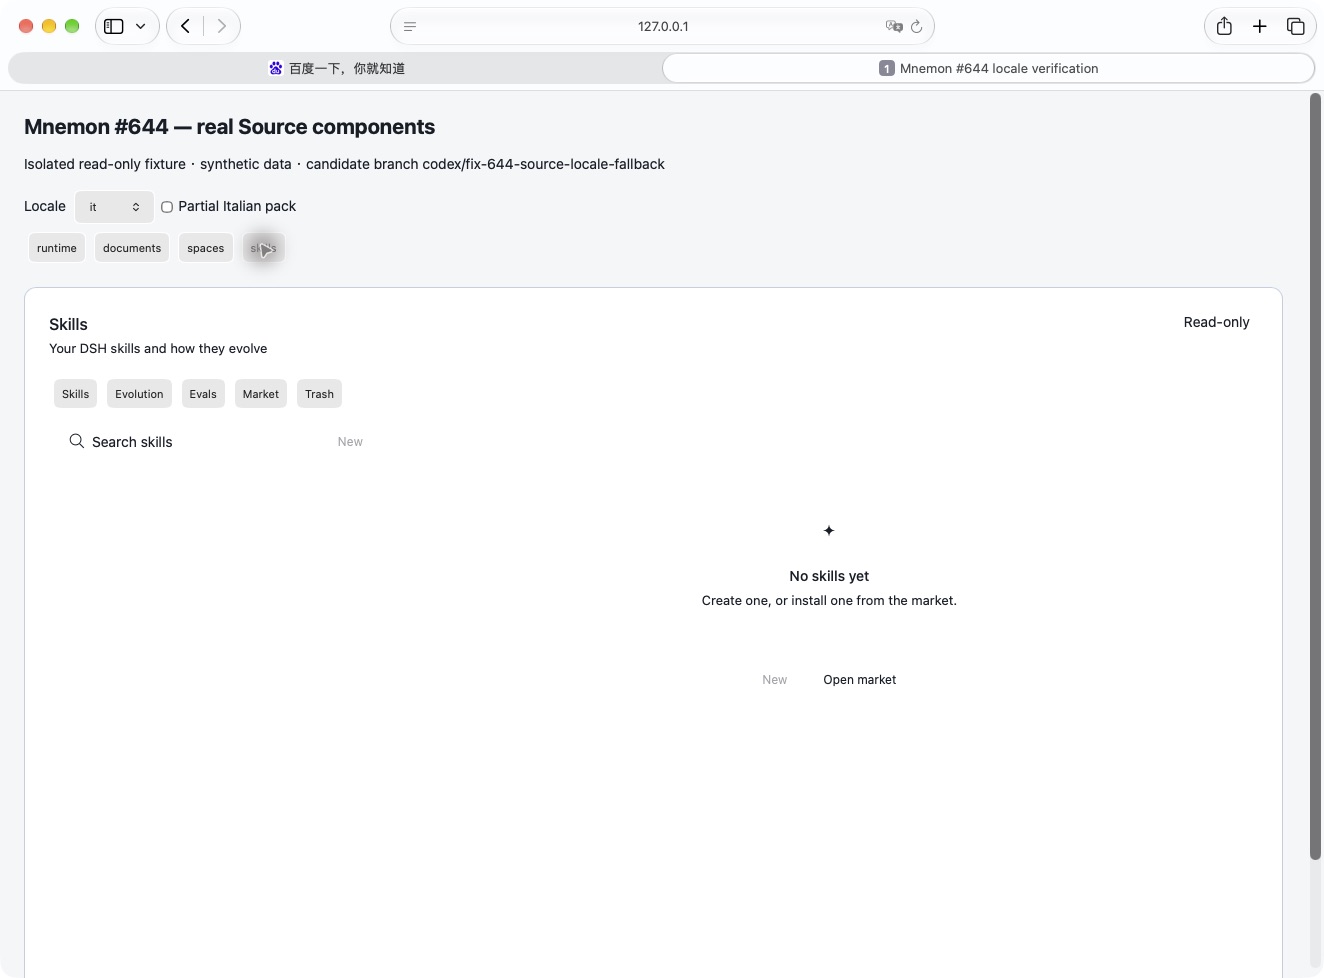 127.0.0.1
百度一下，你就知道
1 Mnemon #644 locale verification
Mnemon #644 — real Source components
Isolated read-only fixture · synthetic data · candidate branch codex/fix-644-source-locale-fallback
Locale it Partial Italian pack
runtime documents spaces skills
Skills Read-only
Your DSH skills and how they evolve
Skills Evolution Evals Market Trash
Search skills New
No skills yet
Create one, or install one from the market.
New Open market